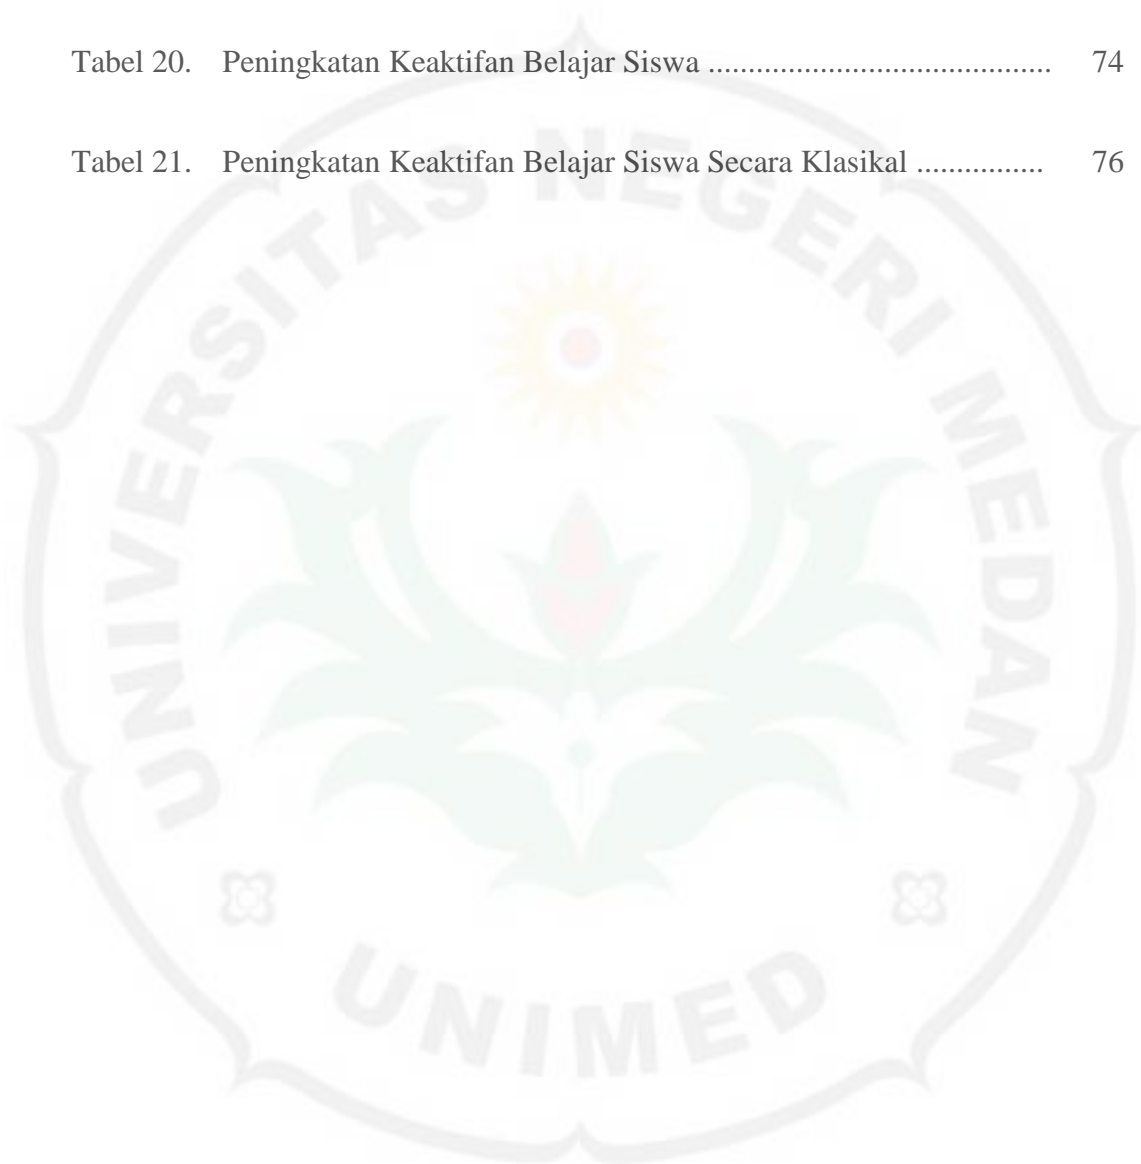 Tabel 20. Peningkatan Keaktifan Belajar Siswa ........................................... 74
Tabel 21. Peningkatan Keaktifan Belajar Siswa Secara Klasikal ................ 76
UNIVERSITAS NEGERI MEDAN
UNIMED